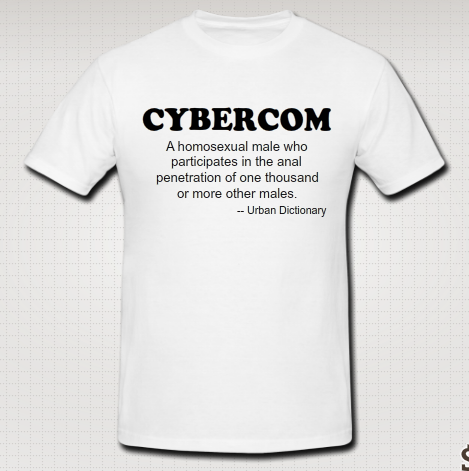 CYBERCOM
A homosexual male who
participates in the anal
penetration of one thousand
or more other males.
-- Urban Dictionary